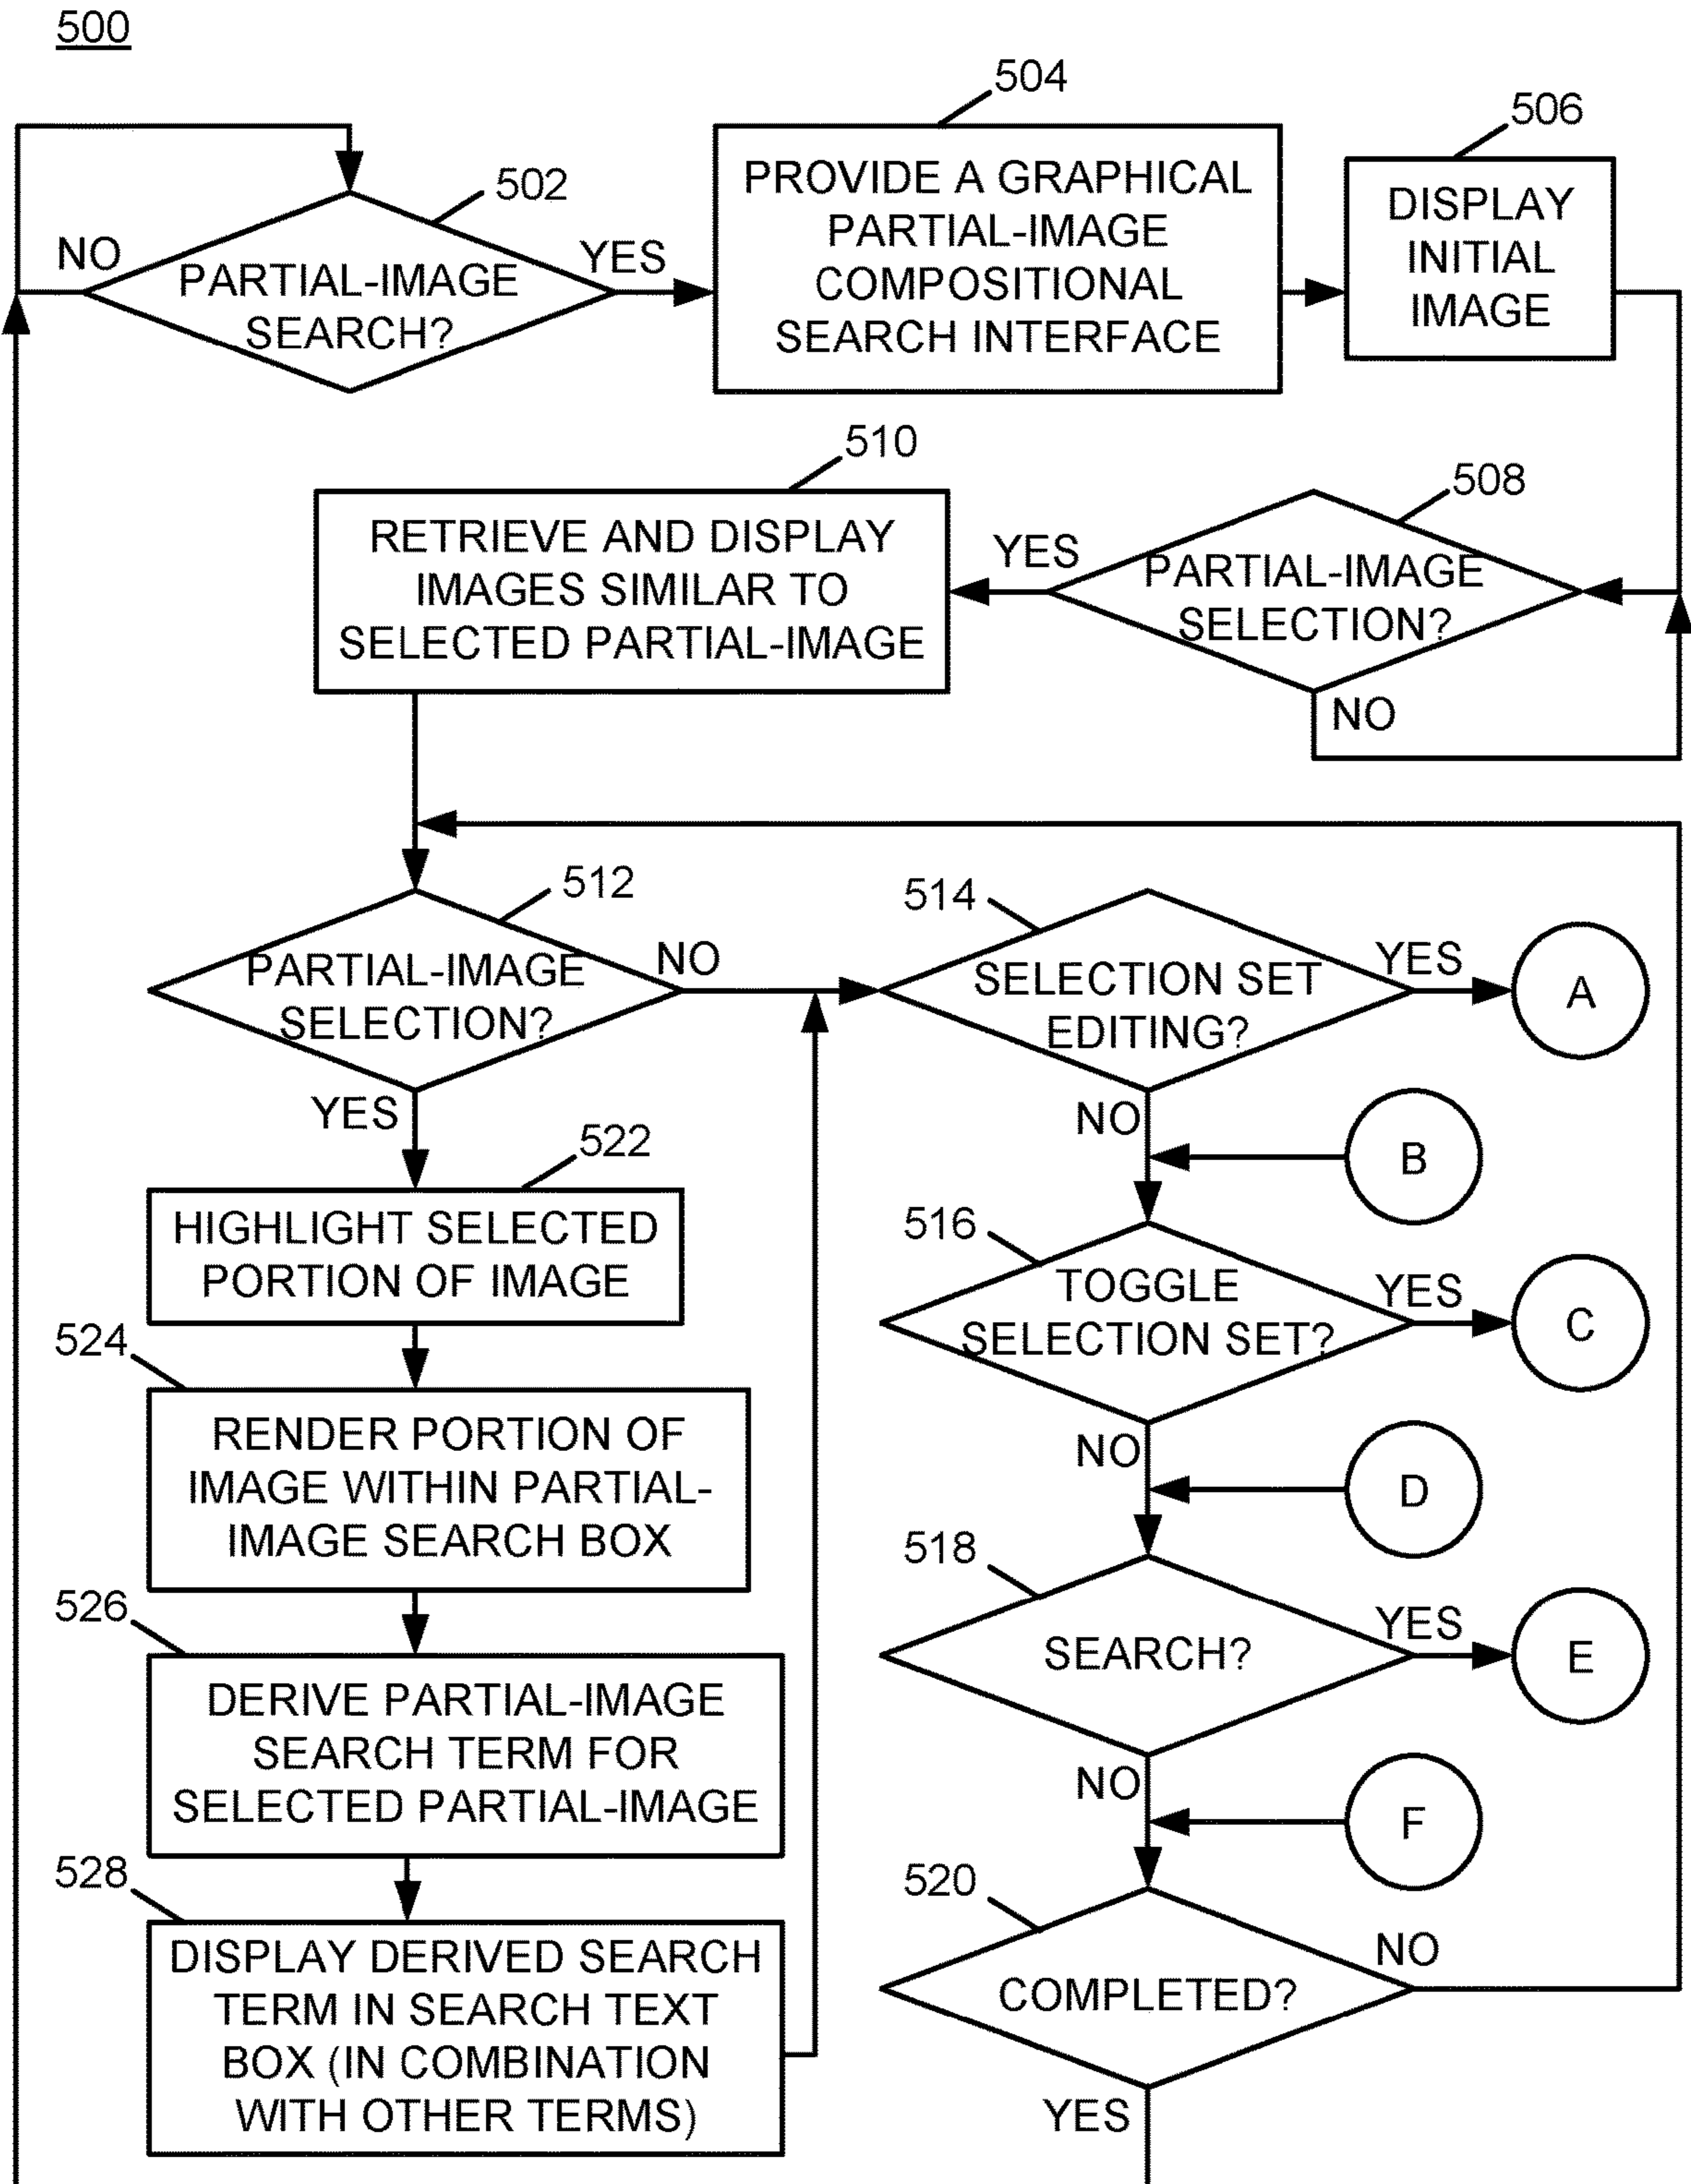 500
504
506
502
PROVIDE A GRAPHICAL
PARTIAL-IMAGE
COMPOSITIONAL
SEARCH INTERFACE
DISPLAY
INITIAL
IMAGE
NO
PARTIAL-IMAGE
SEARCH?
YES
510
508
RETRIEVE AND DISPLAY
IMAGES SIMILAR TO
SELECTED PARTIAL-IMAGE
YES
PARTIAL-IMAGE
SELECTION?
NO
512
PARTIAL-IMAGE
SELECTION?
NO
YES
514
SELECTION SET
EDITING?
YES
A
NO
B
522
HIGHLIGHT SELECTED
PORTION OF IMAGE
516
TOGGLE
SELECTION SET?
YES
C
NO
D
524
RENDER PORTION OF
IMAGE WITHIN PARTIAL-
IMAGE SEARCH BOX
518
SEARCH?
YES
E
NO
F
526
DERIVE PARTIAL-IMAGE
SEARCH TERM FOR
SELECTED PARTIAL-IMAGE
528
DISPLAY DERIVED SEARCH
TERM IN SEARCH TEXT
BOX (IN COMBINATION
WITH OTHER TERMS)
520
COMPLETED?
NO
YES